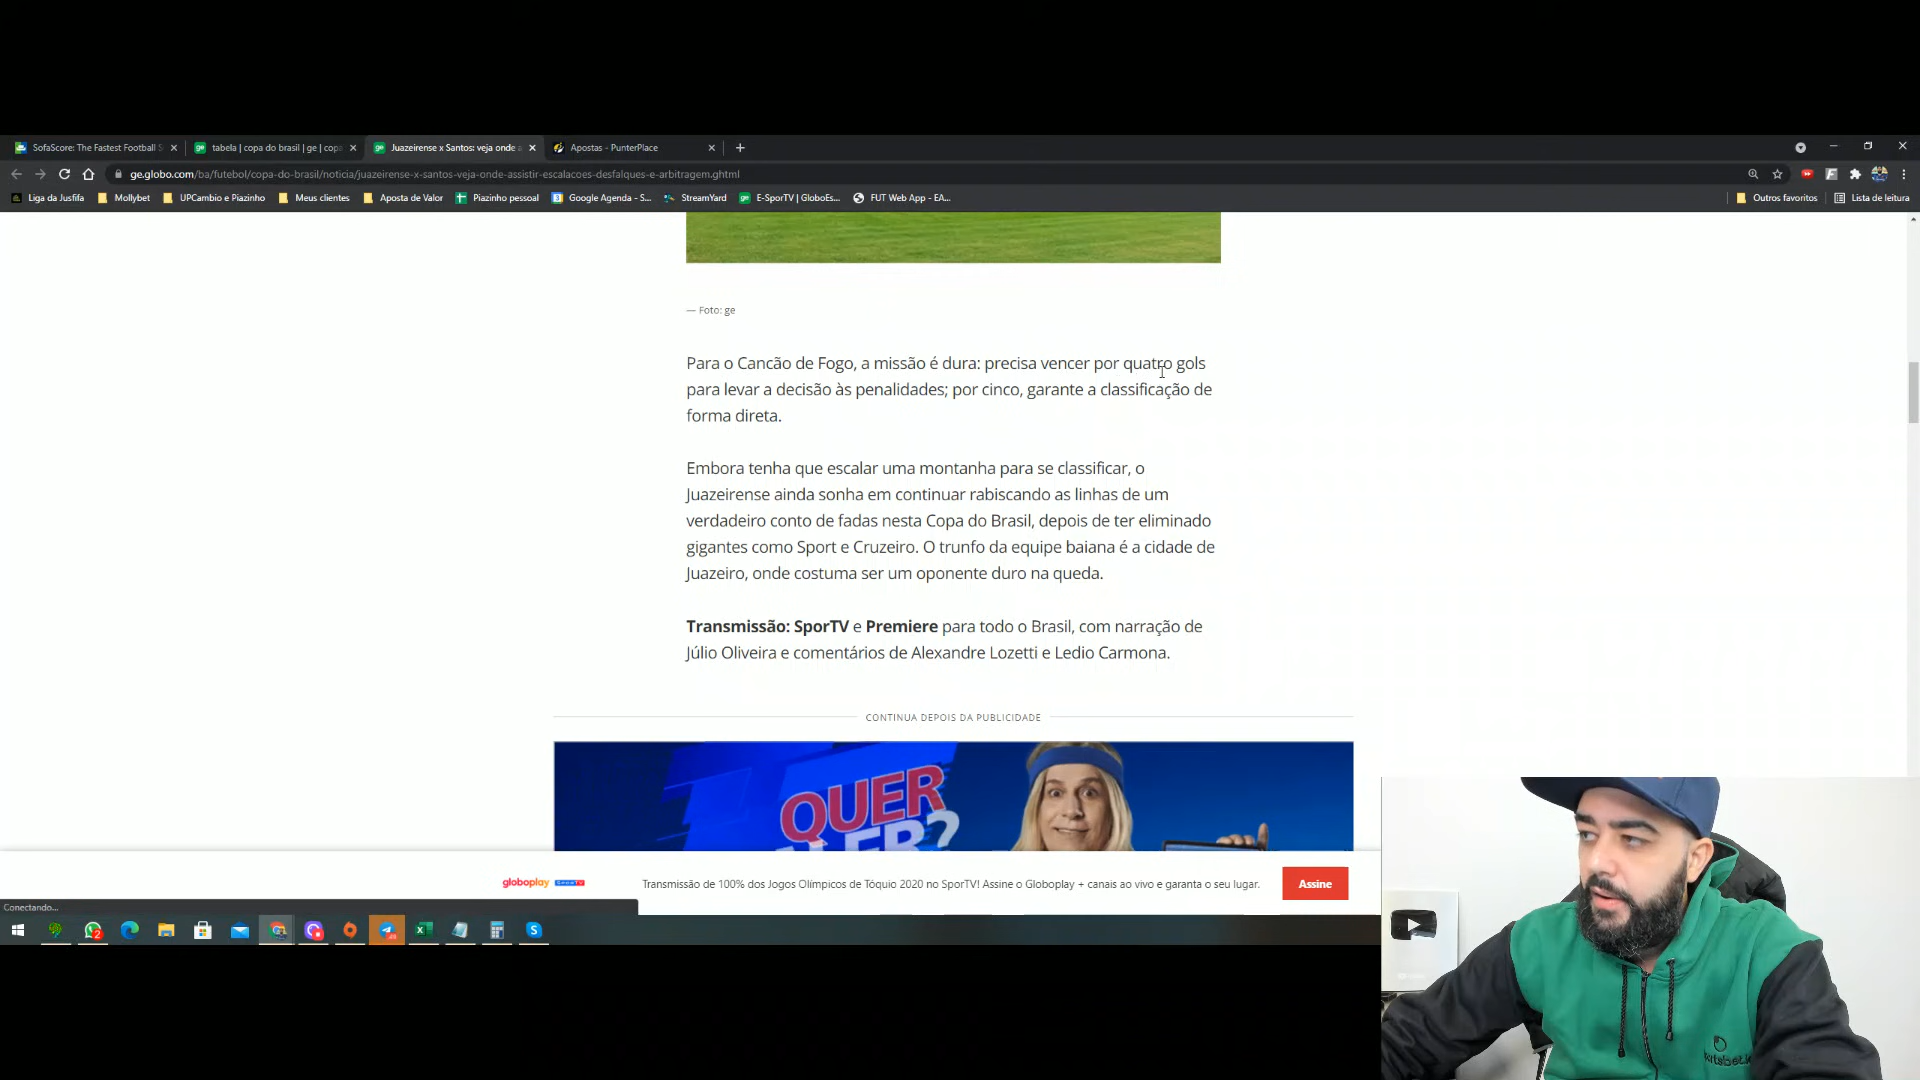 SofaScore: The Fastest Football S
tabela | copa do brasil | ge | copa
Juazeirense x Santos: veja onde a
Apostas - PunterPlace
ge.globo.com/ba/futebol/copa-do-brasil/noticia/juazeirense-x-santos-veja-onde-assistir-escalacoes-desfalques-e-arbitragem.ghtml
Liga da Jusfifa
Mollybet
UPCambio e Piazinho
Meus clientes
Aposta de Valor
Piazinho pessoal
Google Agenda - S...
StreamYard
E-SporTV | GloboEs...
FUT Web App - EA...
Outros favoritos
Lista de leitura
— Foto: ge
Para o Cancão de Fogo, a missão é dura: precisa vencer por quatro gols
para levar a decisão às penalidades; por cinco, garante a classificação de
forma direta.
Embora tenha que escalar uma montanha para se classificar, o
Juazeirense ainda sonha em continuar rabiscando as linhas de um
verdadeiro conto de fadas nesta Copa do Brasil, depois de ter eliminado
gigantes como Sport e Cruzeiro. O trunfo da equipe baiana é a cidade de
Juazeiro, onde costuma ser um oponente duro na queda.
Transmissão: SporTV e Premiere para todo o Brasil, com narração de
Júlio Oliveira e comentários de Alexandre Lozetti e Ledio Carmona.
CONTINUA DEPOIS DA PUBLICIDADE
QUER
globoplay
Transmissão de 100% dos Jogos Olímpicos de Tóquio 2020 no SporTV! Assine o Globoplay + canais ao vivo e garanta o seu lugar.
Assine
Conectando...